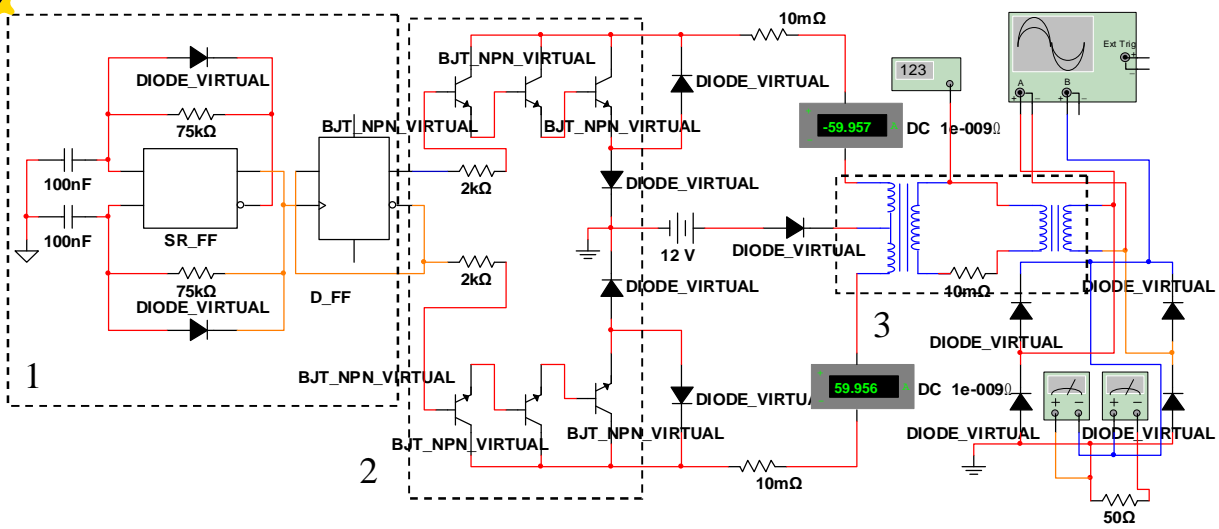 DIODE_VIRTUAL
75kΩ
100nF
SR_FF
100nF
75kΩ
DIODE_VIRTUAL
1
D_FF
BJT_NPN_VIRTUAL
BJT_NPN_VIRTUAL
BJT_NPN_VIRTUAL
2kΩ
2kΩ
BJT_NPN_VIRTUAL
BJT_NPN_VIRTUAL
BJT_NPN_VIRTUAL
2
DIODE_VIRTUAL
DIODE_VIRTUAL
DIODE_VIRTUAL
DIODE_VIRTUAL
12 V
DIODE_VIRTUAL
10mΩ
10mΩ
-59.957
DC 1e-009Ω
59.956
DC 1e-009Ω
123
10mΩ
3
Ext Trig
A
B
DIODE_VIRTUAL
DIODE_VIRTUAL
DIODE_VIRTUAL
DIODE_VIRTUAL
50Ω